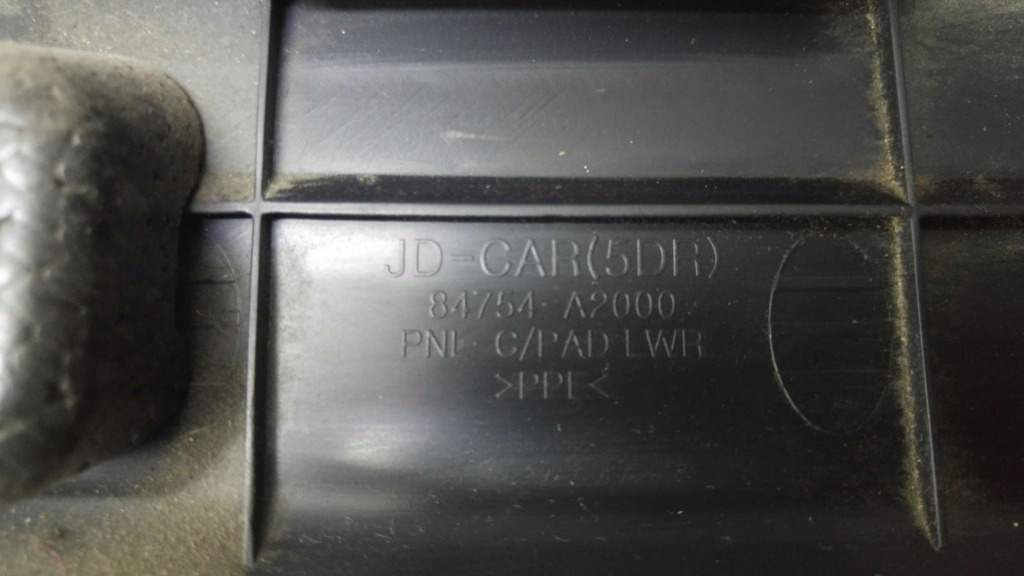 JD-CAR(5DR)
84754-A2000
PNL-C/PAD LWR
>PPF<